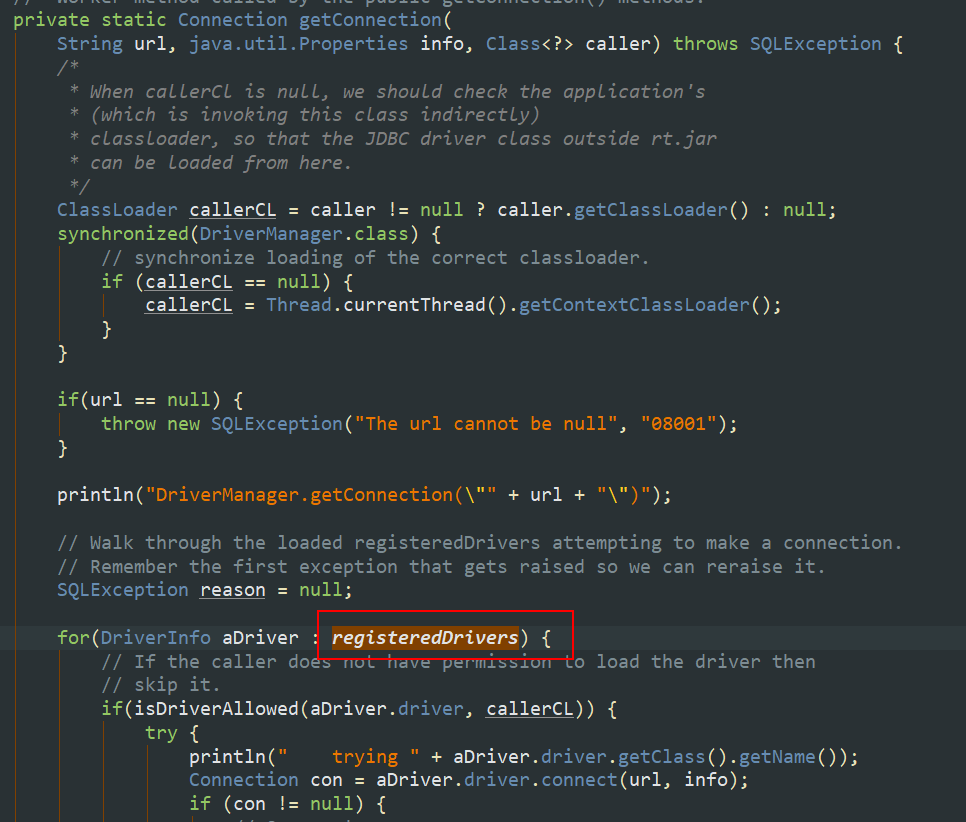 // Worker method called by the public getConnection() methods.
private static Connection getConnection(
    String url, java.util.Properties info, Class<?> caller) throws SQLException {
    /*
     * When callerCl is null, we should check the application's
     * (which is invoking this class indirectly)
     * classloader, so that the JDBC driver class outside rt.jar
     * can be loaded from here.
     */
    ClassLoader callerCL = caller != null ? caller.getClassLoader() : null;
    synchronized(DriverManager.class) {
        // synchronize loading of the correct classloader.
        if (callerCL == null) {
            callerCL = Thread.currentThread().getContextClassLoader();
        }
    }
    if(url == null) {
        throw new SQLException("The url cannot be null", "08001");
    }
    println("DriverManager.getConnection(\"" + url + "\")");
    // Walk through the loaded registeredDrivers attempting to make a connection.
    // Remember the first exception that gets raised so we can reraise it.
    SQLException reason = null;
    for(DriverInfo aDriver : registeredDrivers) {
        // If the caller does not have permission to load the driver then
        // skip it.
        if(isDriverAllowed(aDriver.driver, callerCL)) {
            try {
                println("    trying " + aDriver.driver.getClass().getName());
                Connection con = aDriver.driver.connect(url, info);
                if (con != null) {